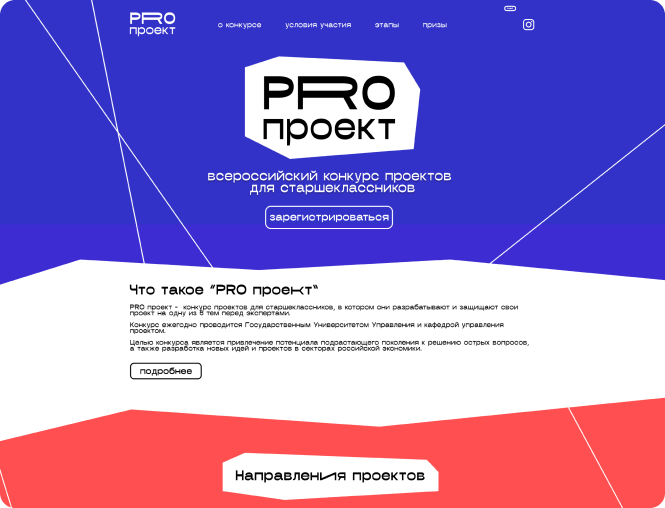 PRO
проект
о конкурсе
условия участия
этапы
призы
PRO
проект
всероссийский конкурс проектов
для старшеклассников
зарегистрироваться
Что такое "PRO проект"
PRO проект - конкурс проектов для старшеклассников, в котором они разрабатывают и защищают свои
проект на одну из 8 тем перед экспертами.
Конкурс ежегодно проводится Государственным Университетом Управления и кафедрой управления
проектом.
Целью конкурса является привлечение потенциала подрастающего поколения к решению острых вопросов,
а также разработка новых идей и проектов в секторах российской экономики.
подробнее
Направления проектов